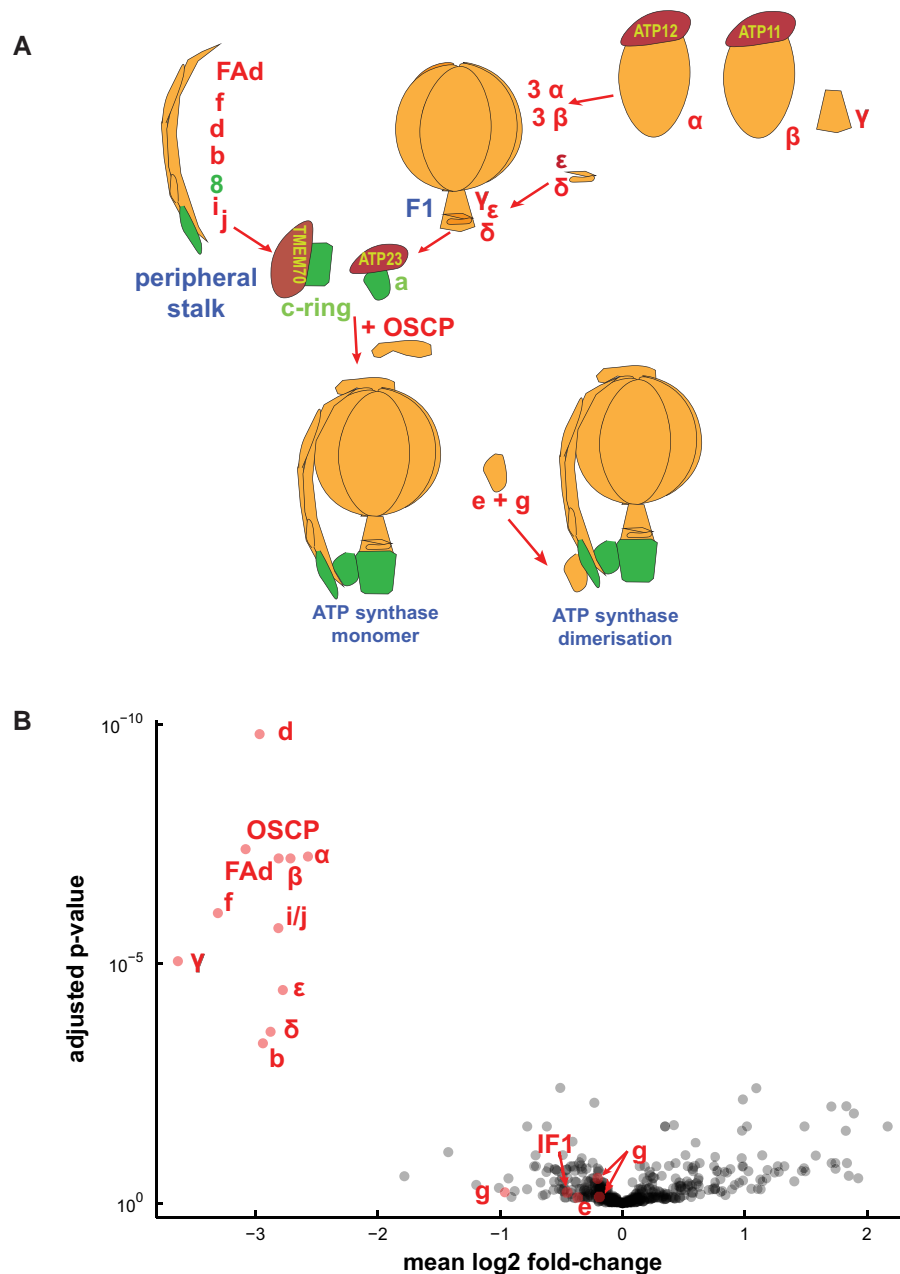 A
FAd
f
d
b
8
i j
peripheral
stalk
TMEM70
c-ring
ATP23
a
F1
γ
ε
δ
3 α
3 β
ε
δ
ATP12
α
ATP11
β
γ
+ OSCP
e + g
ATP synthase
monomer
ATP synthase
dimerisation
B
adjusted p-value
10⁻¹⁰
10⁻⁵
10⁰
d
OSCP
FAd
β
α
f
i/j
γ
ε
δ
b
IF1
g
g
e
−3
−2
−1
0
1
2
mean log2 fold-change